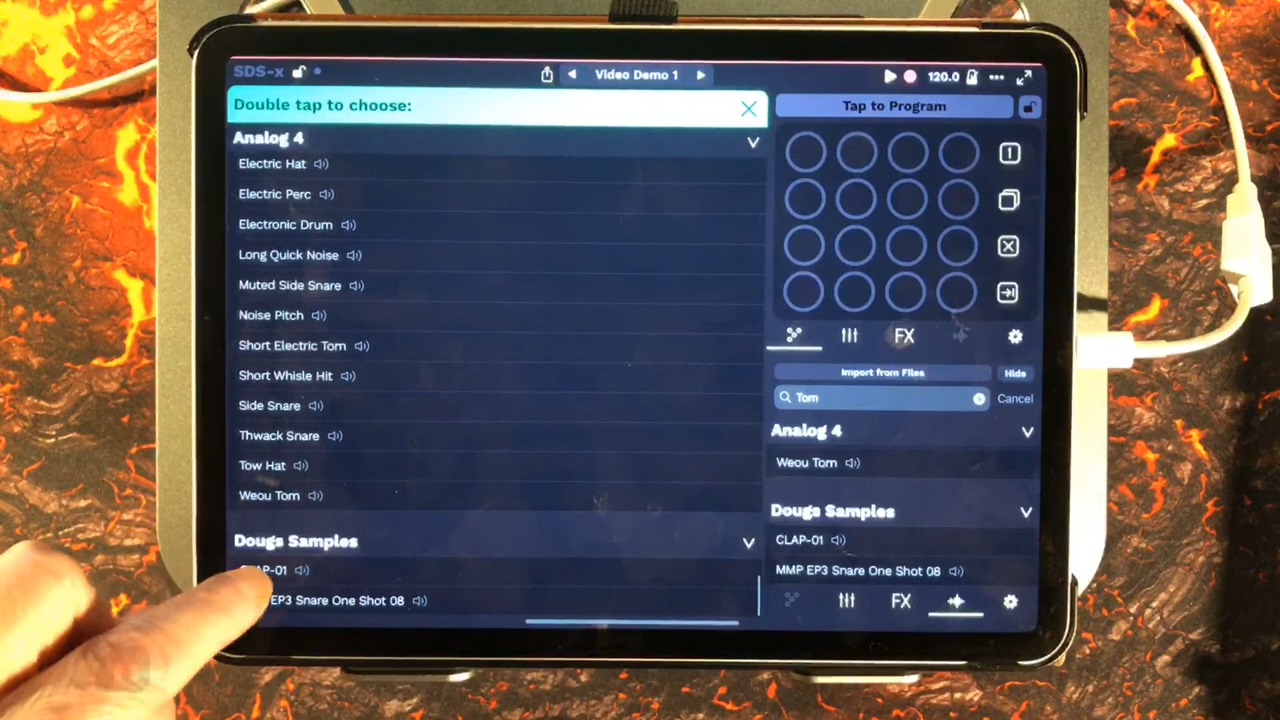 SDS-x
Video Demo 1
120.0
Double tap to choose:
Analog 4
Electric Hat
Electric Perc
Electronic Drum
Long Quick Noise
Muted Side Snare
Noise Pitch
Short Electric Tom
Short Whisle Hit
Side Snare
Thwack Snare
Tow Hat
Weou Tom
Dougs Samples
AP-01
EP3 Snare One Shot 08
Tap to Program
1
FX
Import from Files
Hide
Tom
Cancel
Analog 4
Weou Tom
Dougs Samples
CLAP-01
MMP EP3 Snare One Shot 08
FX